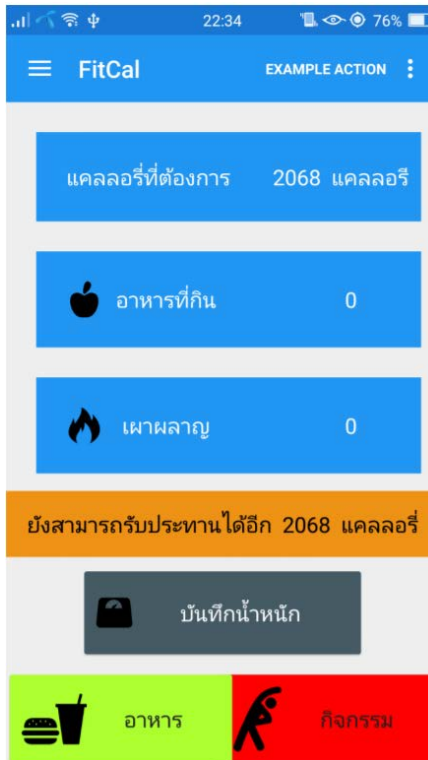 22:34 76%
FitCal EXAMPLE ACTION
แคลลอรี่ที่ต้องการ 2068 แคลลอรี
อาหารที่กิน 0
เผาผลาญ 0
ยังสามารถรับประทานได้อีก 2068 แคลลอรี่
บันทึกน้ำหนัก
อาหาร กิจกรรม